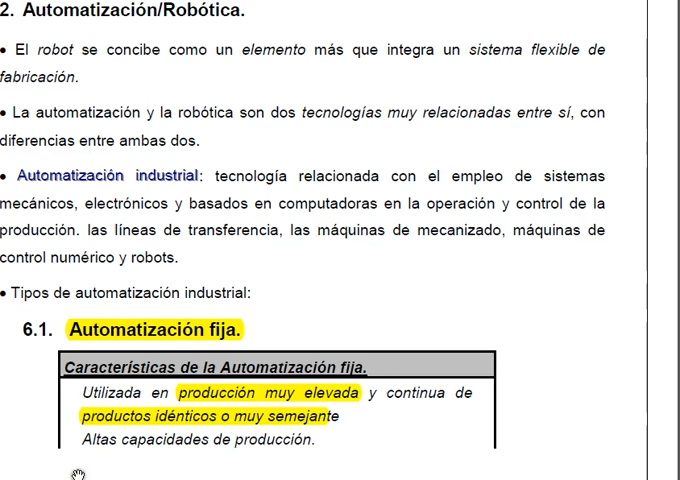 2. Automatización/Robótica.
• El robot se concibe como un elemento más que integra un sistema flexible de
fabricación.
• La automatización y la robótica son dos tecnologías muy relacionadas entre sí, con
diferencias entre ambas dos.
• Automatización industrial: tecnología relacionada con el empleo de sistemas
mecánicos, electrónicos y basados en computadoras en la operación y control de la
producción. las líneas de transferencia, las máquinas de mecanizado, máquinas de
control numérico y robots.
• Tipos de automatización industrial:
6.1. Automatización fija.
Características de la Automatización fija.
Utilizada en producción muy elevada y continua de
productos idénticos o muy semejante
Altas capacidades de producción.